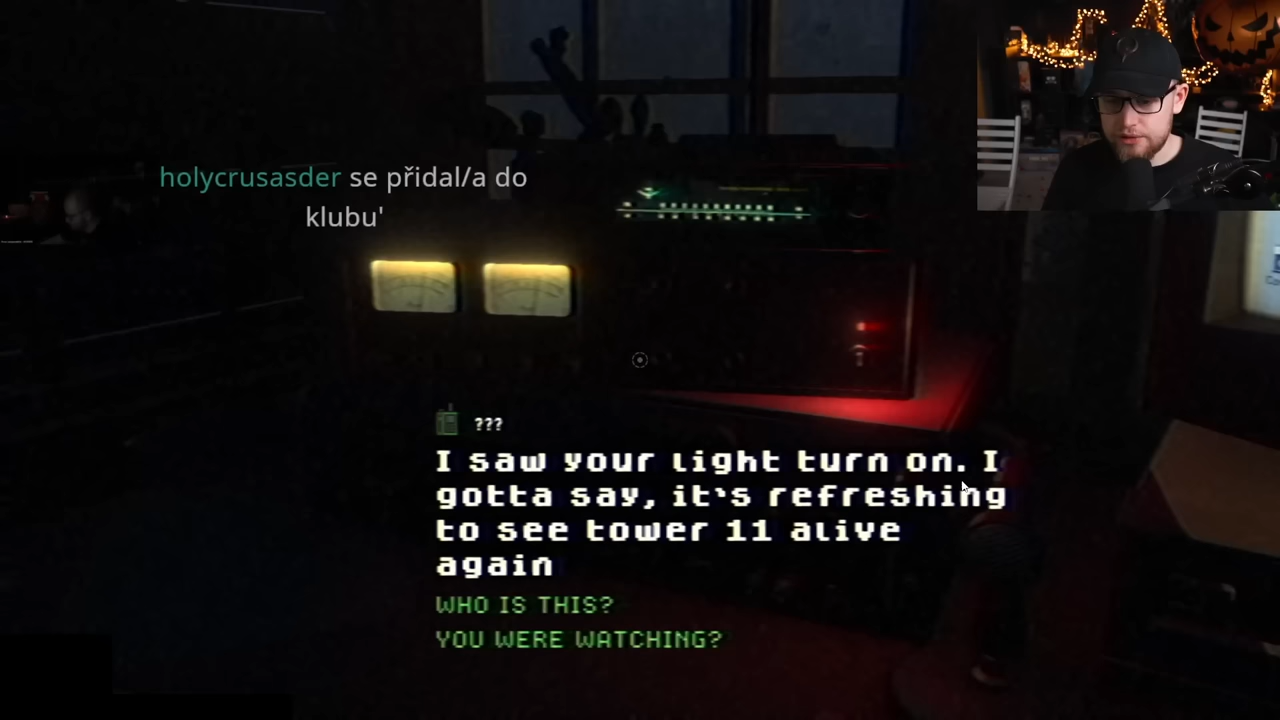 holycrusasder se přidal/a do
klubu'
???
I saw your light turn on. I
gotta say, it's refreshing
to see tower 11 alive
again
WHO IS THIS?
YOU WERE WATCHING?